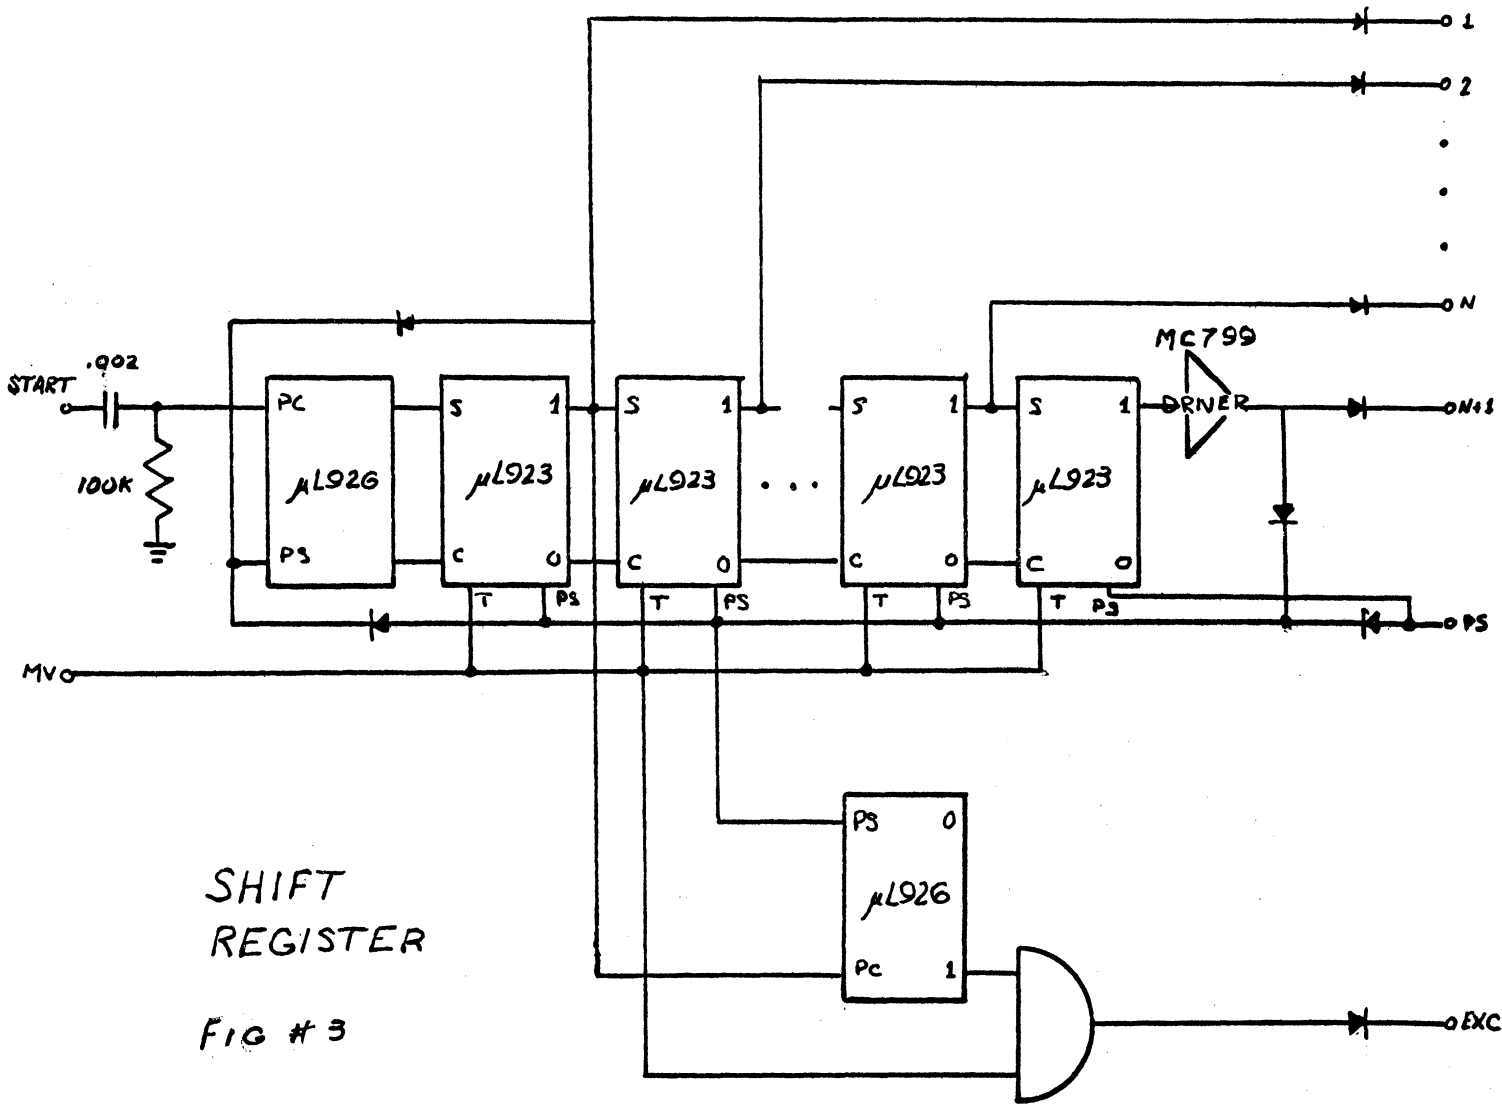 1
2
N
MC799
.002
START
PC
S
1
S
1
S
1
S
1
DRIVER
N+1
100K
μL926
μL923
μL923
. . .
μL923
μL923
PS
C
0
C
0
C
0
C
0
T
PS
T
PS
T
PS
T
PS
PS
MV
PS
0
μL926
PC
1
SHIFT
REGISTER
FIG # 3
EXC